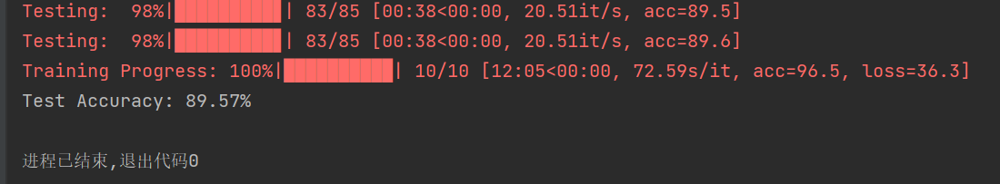 Testing:  98%|██████████| 83/85 [00:38<00:00, 20.51it/s, acc=89.5]
Testing:  98%|██████████| 83/85 [00:38<00:00, 20.51it/s, acc=89.6]
Training Progress: 100%|██████████| 10/10 [12:05<00:00, 72.59s/it, acc=96.5, loss=36.3]
Test Accuracy: 89.57%
进程已结束,退出代码0